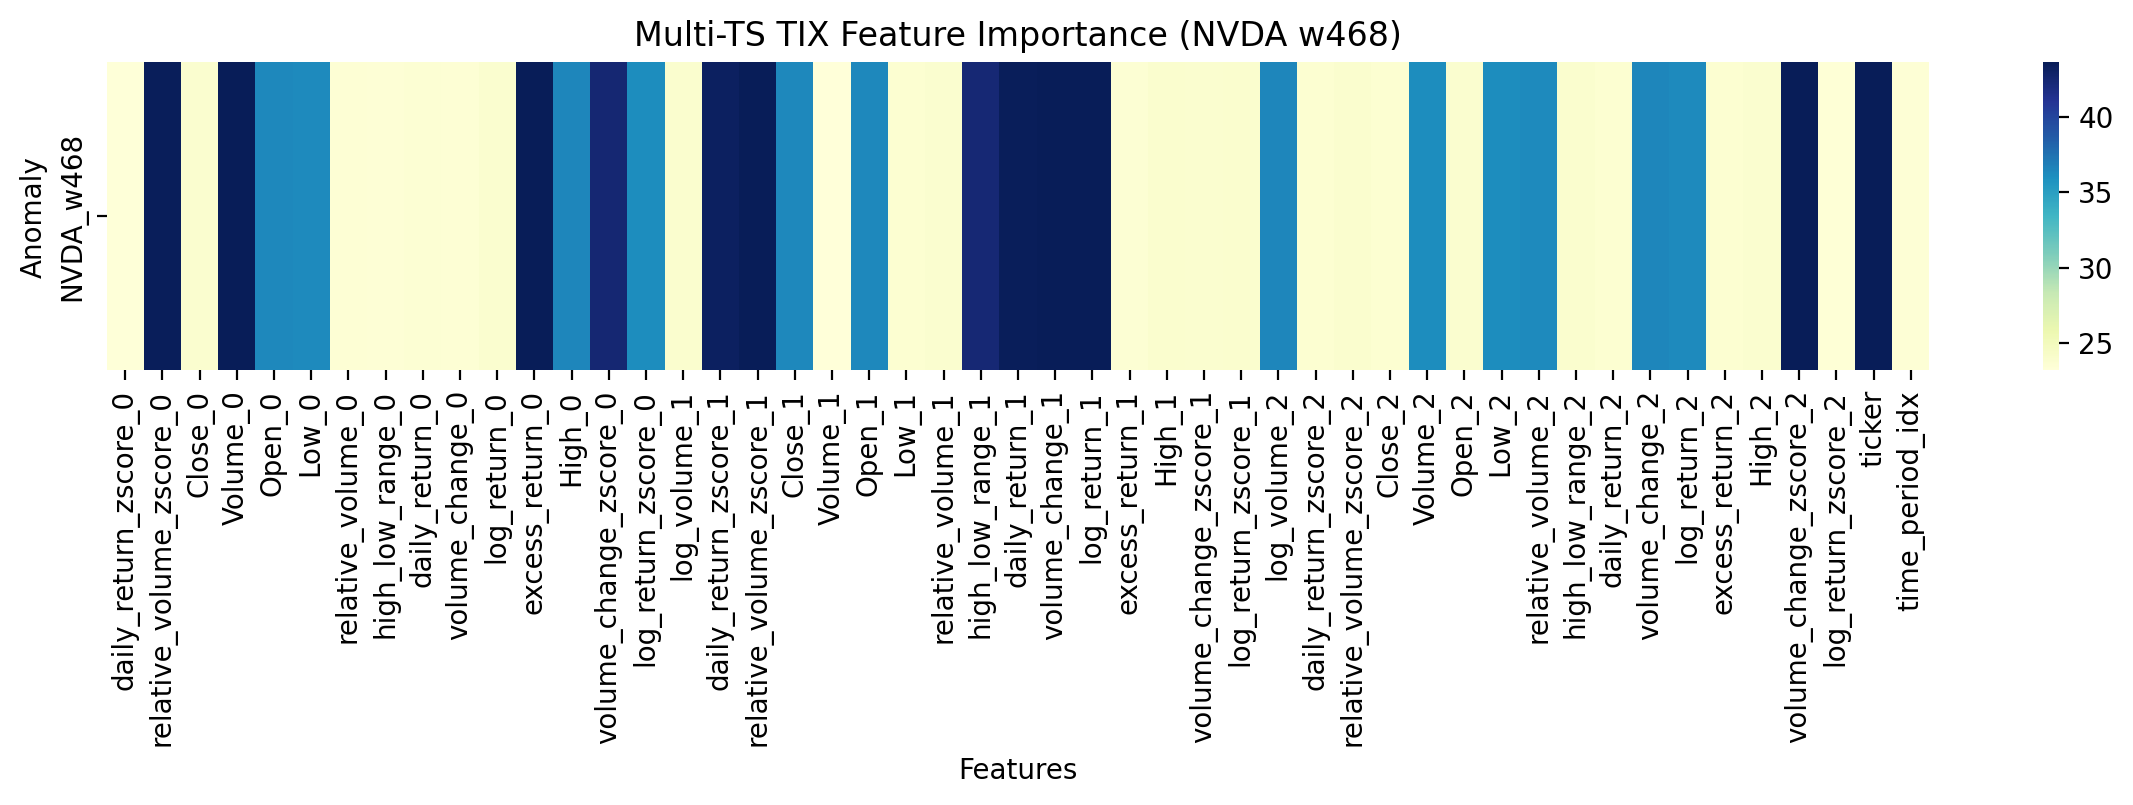 Multi-TS TIX Feature Importance (NVDA w468)
Anomaly
NVDA_w468
40
35
30
25
daily_return_zscore_0
relative_volume_zscore_0
Close_0
Volume_0
Open_0
Low_0
relative_volume_0
high_low_range_0
daily_return_0
volume_change_0
log_return_0
excess_return_0
High_0
volume_change_zscore_0
log_return_zscore_0
log_volume_1
daily_return_zscore_1
relative_volume_zscore_1
Close_1
Volume_1
Open_1
Low_1
relative_volume_1
high_low_range_1
daily_return_1
volume_change_1
log_return_1
excess_return_1
High_1
volume_change_zscore_1
log_return_zscore_1
log_volume_2
daily_return_zscore_2
relative_volume_zscore_2
Close_2
Volume_2
Open_2
Low_2
relative_volume_2
high_low_range_2
daily_return_2
volume_change_2
log_return_2
excess_return_2
High_2
volume_change_zscore_2
log_return_zscore_2
ticker
time_period_idx
Features